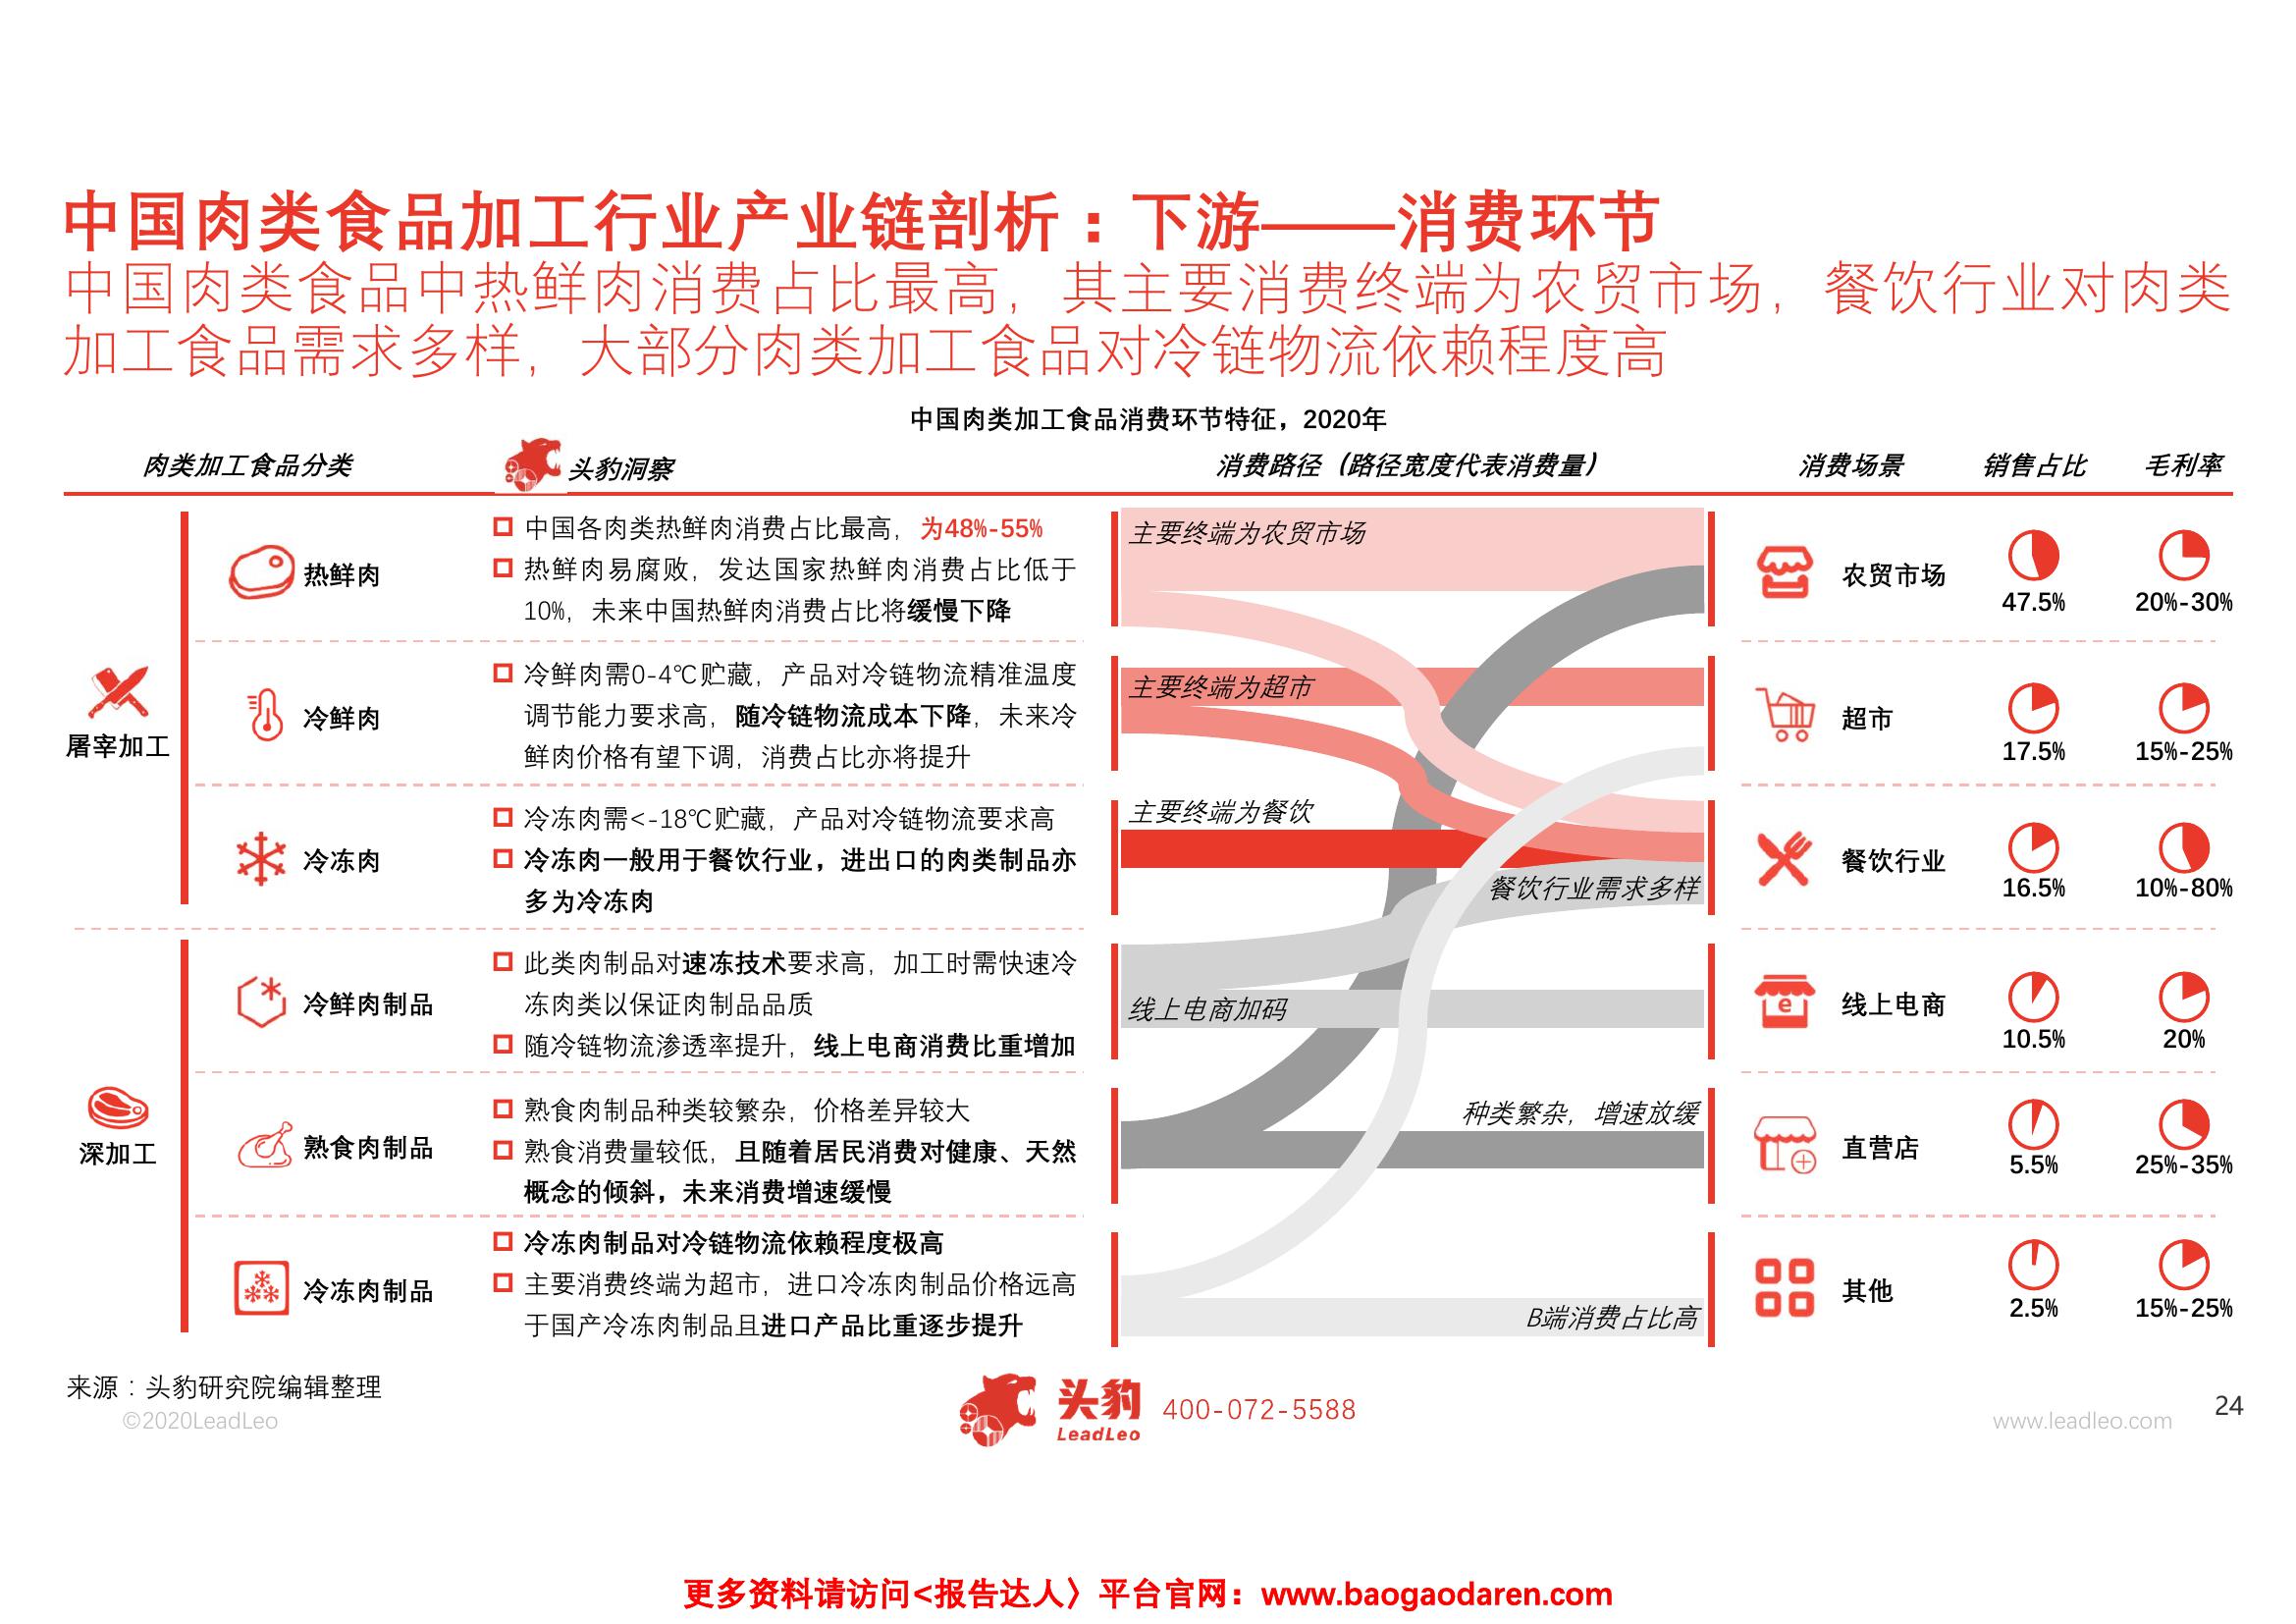 中国肉类食品加工行业产业链剖析：下游——消费环节
中国肉类食品中热鲜肉消费占比最高，其主要消费终端为农贸市场，餐饮行业对肉类
加工食品需求多样，大部分肉类加工食品对冷链物流依赖程度高
中国肉类加工食品消费环节特征，2020年
肉类加工食品分类
头豹洞察
消费路径（路径宽度代表消费量）
消费场景
销售占比
毛利率
屠宰加工
热鲜肉
中国各肉类热鲜肉消费占比最高，为48%-55%
热鲜肉易腐败，发达国家热鲜肉消费占比低于
10%，未来中国热鲜肉消费占比将缓慢下降
主要终端为农贸市场
农贸市场
47.5%
20%-30%
冷鲜肉
冷鲜肉需0-4℃贮藏，产品对冷链物流精准温度
调节能力要求高，随冷链物流成本下降，未来冷
鲜肉价格有望下调，消费占比亦将提升
主要终端为超市
超市
17.5%
15%-25%
冷冻肉
冷冻肉需<-18℃贮藏，产品对冷链物流要求高
冷冻肉一般用于餐饮行业，进出口的肉类制品亦
多为冷冻肉
主要终端为餐饮
餐饮行业需求多样
餐饮行业
16.5%
10%-80%
深加工
冷鲜肉制品
此类肉制品对速冻技术要求高，加工时需快速冷
冻肉类以保证肉制品品质
随冷链物流渗透率提升，线上电商消费比重增加
线上电商加码
e
线上电商
10.5%
20%
熟食肉制品
熟食肉制品种类较繁杂，价格差异较大
熟食消费量较低，且随着居民消费对健康、天然
概念的倾斜，未来消费增速缓慢
种类繁杂，增速放缓
直营店
5.5%
25%-35%
冷冻肉制品
冷冻肉制品对冷链物流依赖程度极高
主要消费终端为超市，进口冷冻肉制品价格远高
于国产冷冻肉制品且进口产品比重逐步提升
B端消费占比高
其他
2.5%
15%-25%
来源：头豹研究院编辑整理
©2020LeadLeo
头豹
LeadLeo
400-072-5588
www.leadleo.com
24
更多资料请访问<报告达人〉平台官网：www.baogaodaren.com